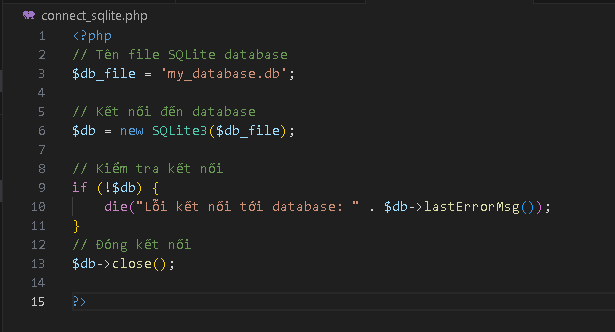 connect_sqlite.php
1 <?php
2 // Tên file SQLite database
3 $db_file = 'my_database.db';
4
5 // Kết nối đến database
6 $db = new SQLite3($db_file);
7
8 // Kiểm tra kết nối
9 if (!$db) {
10 die("Lỗi kết nối tới database: " . $db->lastErrorMsg());
11 }
12 // Đóng kết nối
13 $db->close();
14
15 ?>